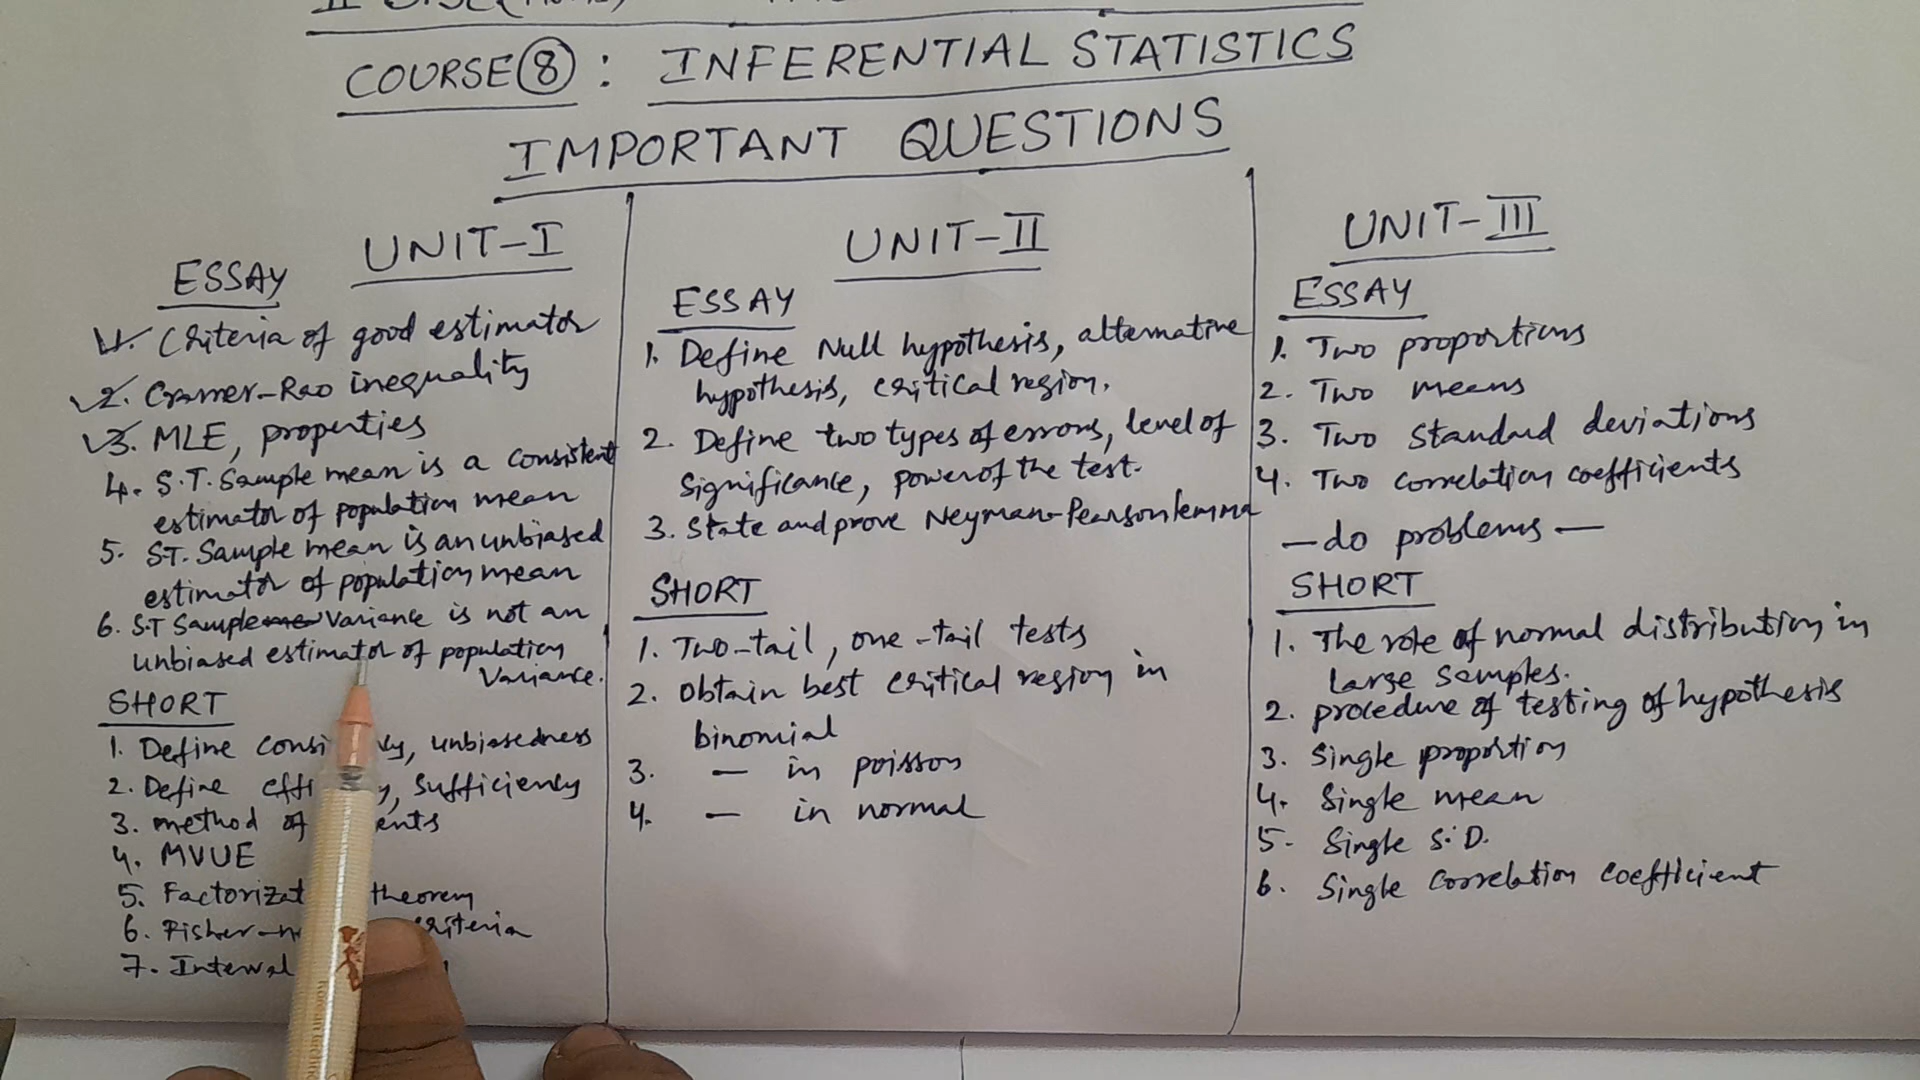 COURSE 8 : INFERENTIAL STATISTICS
IMPORTANT QUESTIONS
UNIT-I
ESSAY
1. Criteria of good estimator
2. Cramer-Rao inequality
3. MLE, properties
4. S.T. Sample mean is a consistent
estimator of population mean
5. S.T. Sample mean is an unbiased
estimator of population mean
6. S.T Sample Variance is not an
unbiased estimator of population
Variance.
SHORT
1. Define unbiasedness
2. Define sufficiency
3. method of
4. MVUE
5. theorem
6. Fisher- criteria
7. Interval
UNIT-II
ESSAY
1. Define Null hypothesis, alternative
hypothesis, critical region.
2. Define two types of errors, level of
significance, power of the test.
3. State and prove Neyman-Pearson lemma
SHORT
1. Two-tail, one-tail tests
2. Obtain best critical region in
binomial
3. — in poisson
4. — in normal
UNIT-III
ESSAY
1. Two proportions
2. Two means
3. Two Standard deviations
4. Two correlation coefficients
— do problems —
SHORT
1. The role of normal distribution in
Large Samples.
2. procedure of testing of hypothesis
3. Single proportion
4. Single mean
5. Single S.D.
6. Single Correlation Coefficient